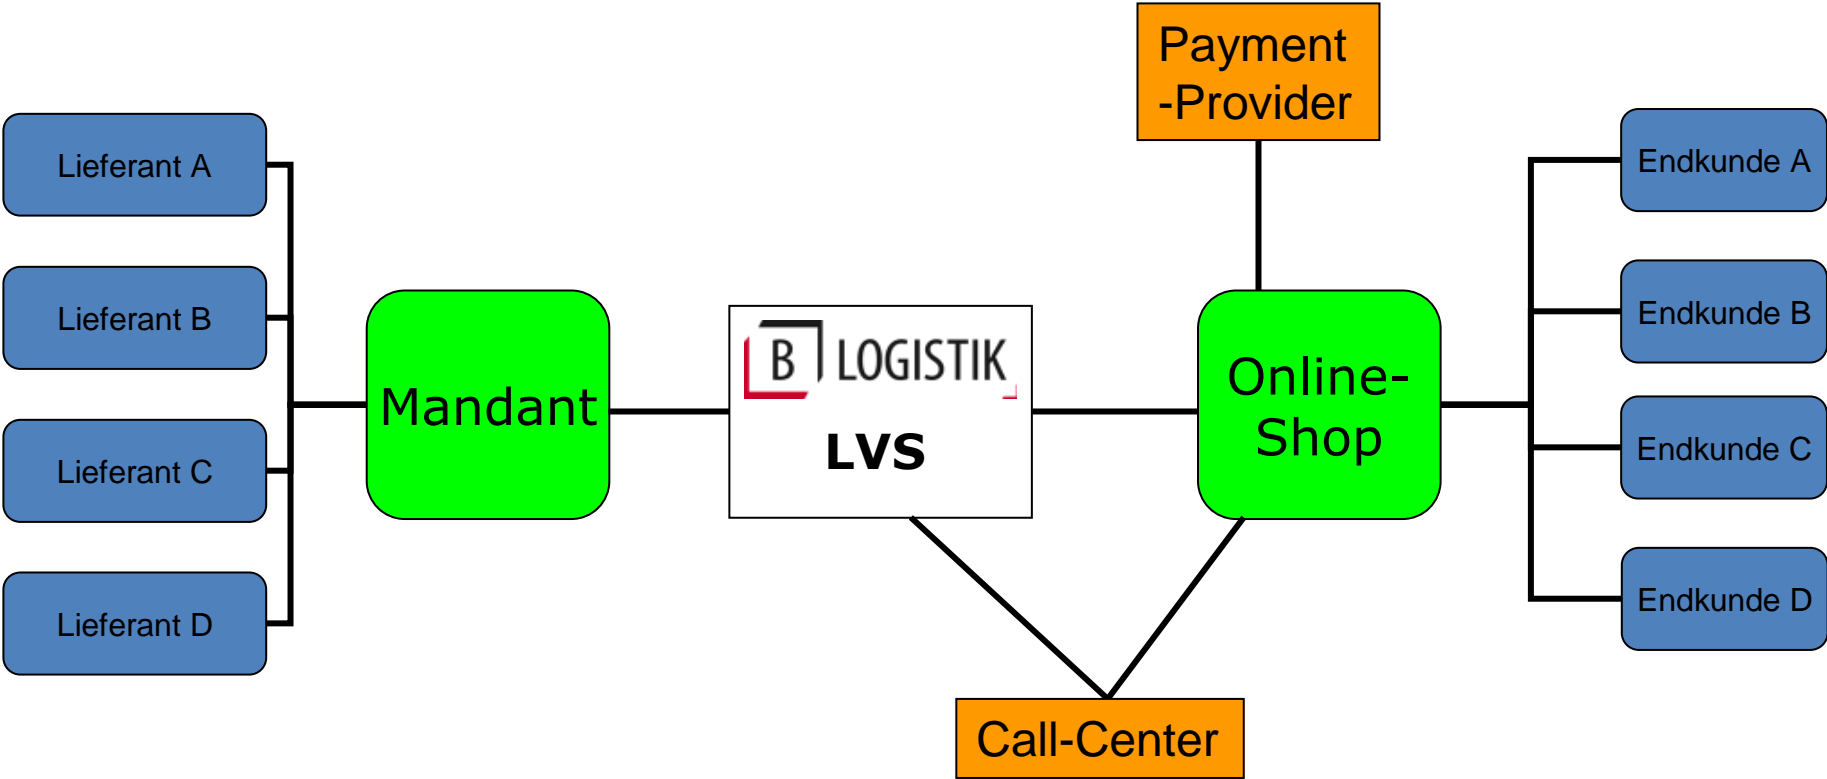 Payment
-Provider
Lieferant A
Lieferant B
Lieferant C
Lieferant D
Mandant
B LOGISTIK
LVS
Online-
Shop
Endkunde A
Endkunde B
Endkunde C
Endkunde D
Call-Center